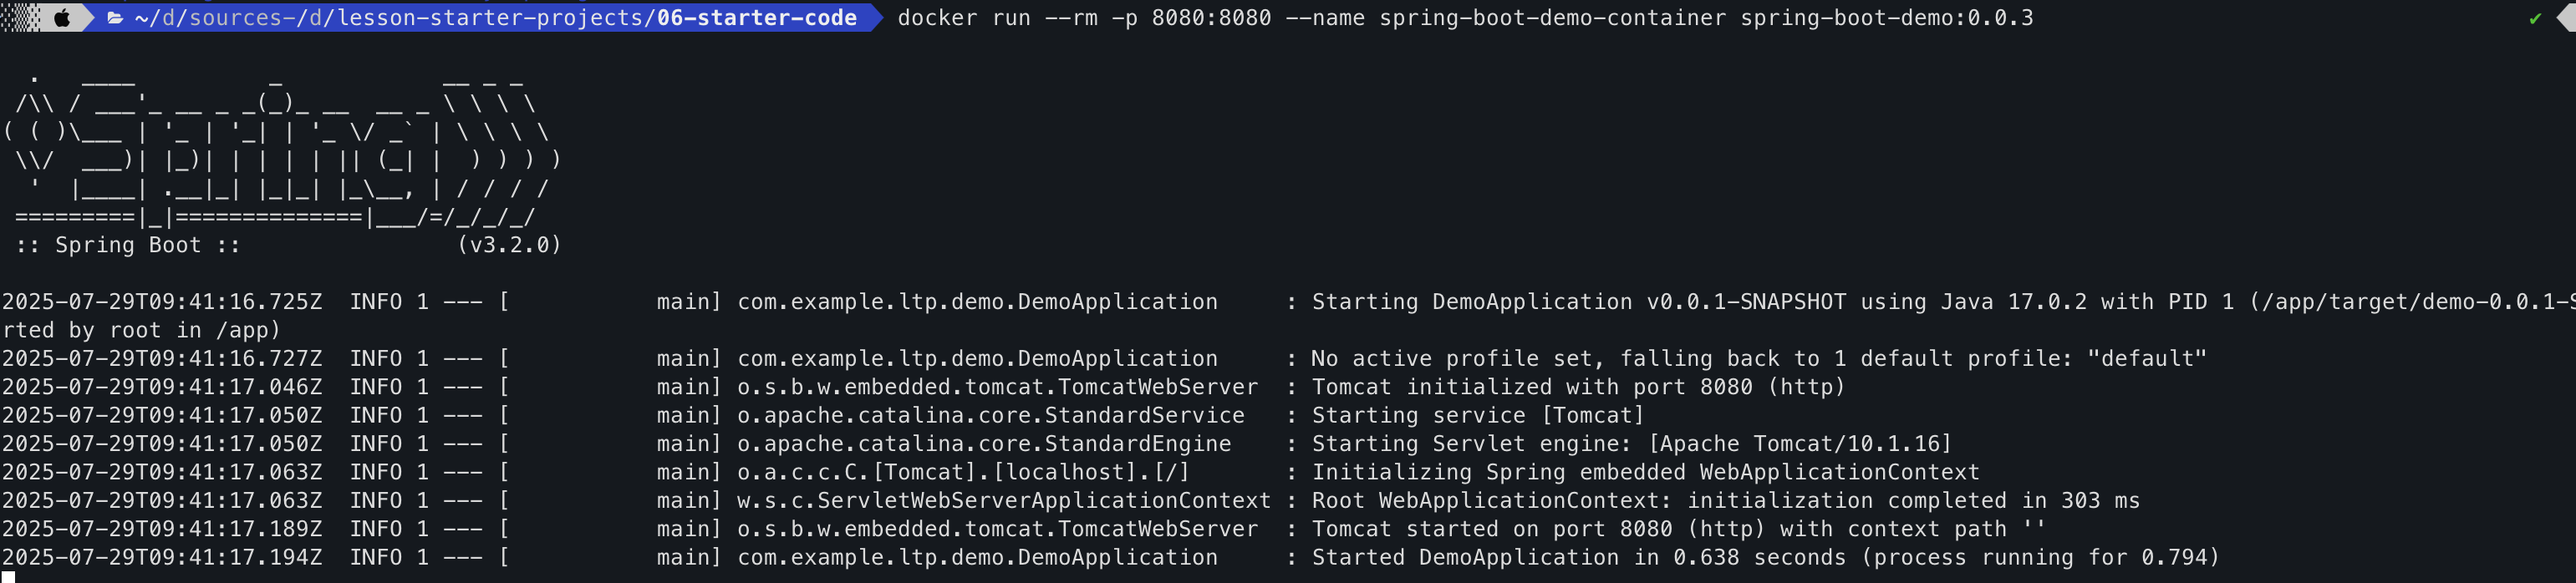 ~/d/sources-/d/lesson-starter-projects/06-starter-code docker run --rm -p 8080:8080 --name spring-boot-demo-container spring-boot-demo:0.0.3 ✔
  .   ____          _            __ _ _
 /\\ / ___'_ __ _ _(_)_ __  __ _ \ \ \ \
( ( )\___ | '_ | '_| | '_ \/ _` | \ \ \ \
 \\/  ___)| |_)| | | | | || (_| |  ) ) ) )
  '  |____| .__|_| |_|_| |_\__, | / / / /
 =========|_|==============|___/=/_/_/_/
 :: Spring Boot ::                (v3.2.0)
2025-07-29T09:41:16.725Z  INFO 1 --- [           main] com.example.ltp.demo.DemoApplication     : Starting DemoApplication v0.0.1-SNAPSHOT using Java 17.0.2 with PID 1 (/app/target/demo-0.0.1-S
rted by root in /app)
2025-07-29T09:41:16.727Z  INFO 1 --- [           main] com.example.ltp.demo.DemoApplication     : No active profile set, falling back to 1 default profile: "default"
2025-07-29T09:41:17.046Z  INFO 1 --- [           main] o.s.b.w.embedded.tomcat.TomcatWebServer  : Tomcat initialized with port 8080 (http)
2025-07-29T09:41:17.050Z  INFO 1 --- [           main] o.apache.catalina.core.StandardService   : Starting service [Tomcat]
2025-07-29T09:41:17.050Z  INFO 1 --- [           main] o.apache.catalina.core.StandardEngine    : Starting Servlet engine: [Apache Tomcat/10.1.16]
2025-07-29T09:41:17.063Z  INFO 1 --- [           main] o.a.c.c.C.[Tomcat].[localhost].[/]       : Initializing Spring embedded WebApplicationContext
2025-07-29T09:41:17.063Z  INFO 1 --- [           main] w.s.c.ServletWebServerApplicationContext : Root WebApplicationContext: initialization completed in 303 ms
2025-07-29T09:41:17.189Z  INFO 1 --- [           main] o.s.b.w.embedded.tomcat.TomcatWebServer  : Tomcat started on port 8080 (http) with context path ''
2025-07-29T09:41:17.194Z  INFO 1 --- [           main] com.example.ltp.demo.DemoApplication     : Started DemoApplication in 0.638 seconds (process running for 0.794)